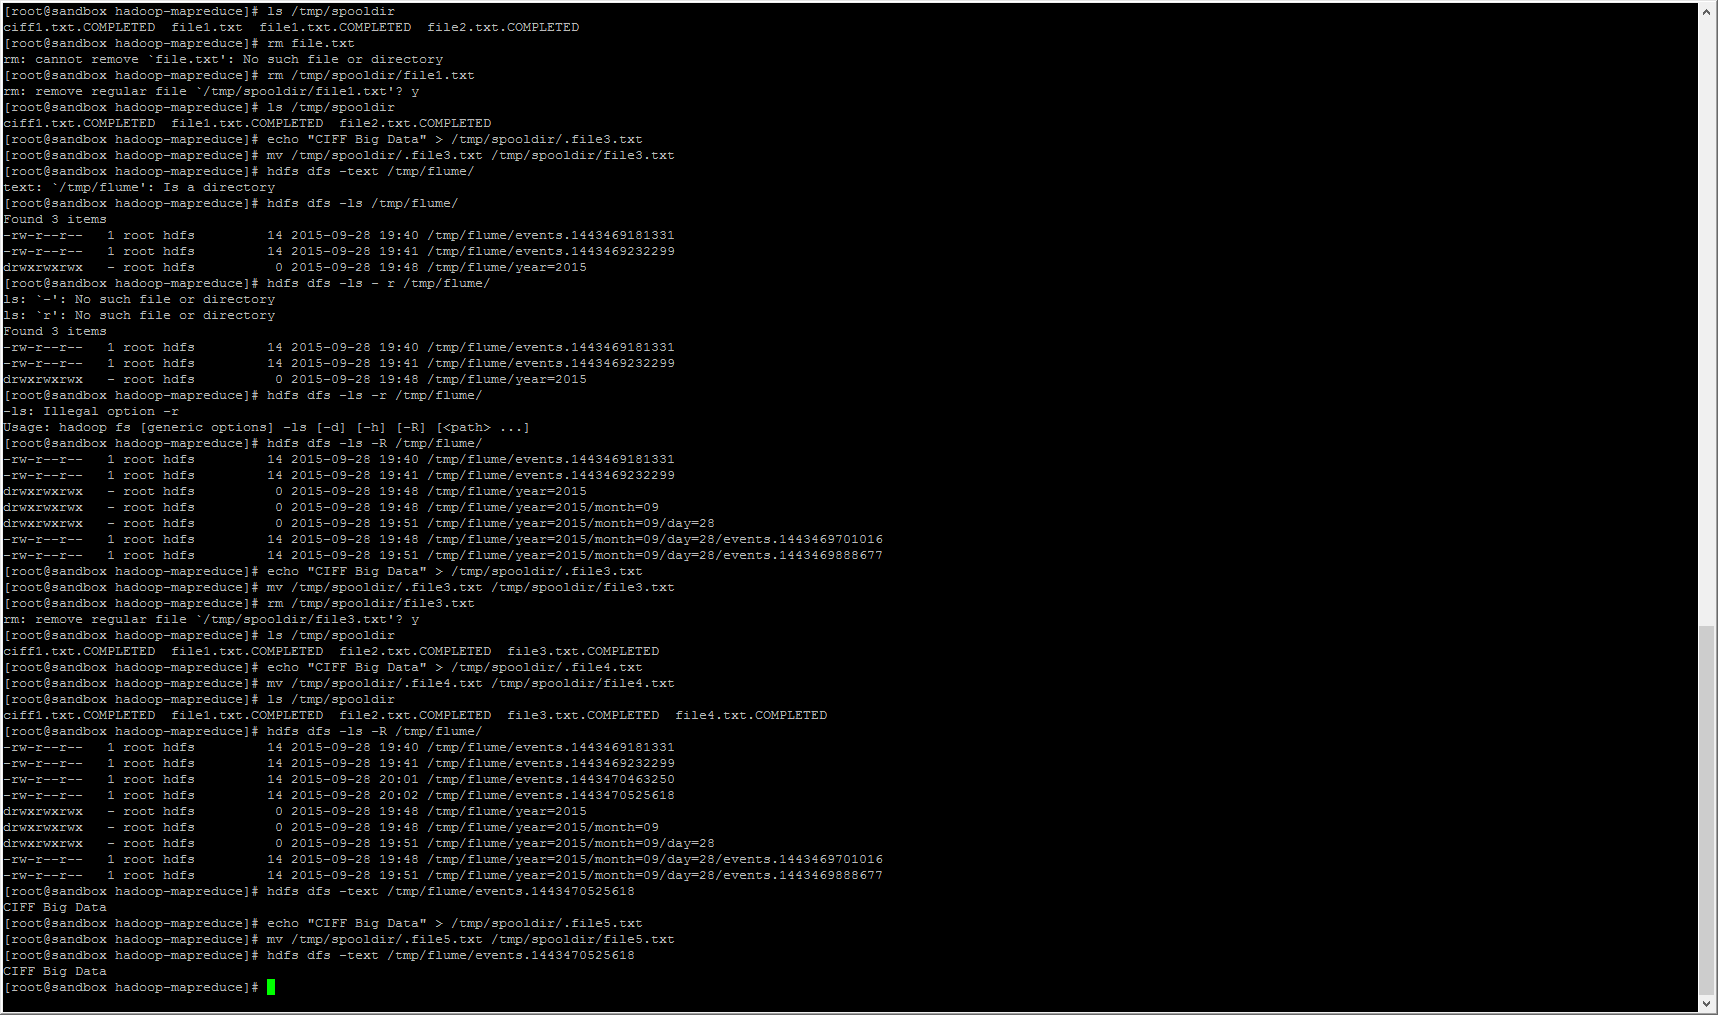 [root@sandbox hadoop-mapreduce]# ls /tmp/spooldir
ciff1.txt.COMPLETED  file1.txt  file1.txt.COMPLETED  file2.txt.COMPLETED
[root@sandbox hadoop-mapreduce]# rm file.txt
rm: cannot remove `file.txt': No such file or directory
[root@sandbox hadoop-mapreduce]# rm /tmp/spooldir/file1.txt
rm: remove regular file `/tmp/spooldir/file1.txt'? y
[root@sandbox hadoop-mapreduce]# ls /tmp/spooldir
ciff1.txt.COMPLETED  file1.txt.COMPLETED  file2.txt.COMPLETED
[root@sandbox hadoop-mapreduce]# echo "CIFF Big Data" > /tmp/spooldir/.file3.txt
[root@sandbox hadoop-mapreduce]# mv /tmp/spooldir/.file3.txt /tmp/spooldir/file3.txt
[root@sandbox hadoop-mapreduce]# hdfs dfs -text /tmp/flume/
text: `/tmp/flume': Is a directory
[root@sandbox hadoop-mapreduce]# hdfs dfs -ls /tmp/flume/
Found 3 items
-rw-r--r--   1 root hdfs         14 2015-09-28 19:40 /tmp/flume/events.1443469181331
-rw-r--r--   1 root hdfs         14 2015-09-28 19:41 /tmp/flume/events.1443469232299
drwxrwxrwx   - root hdfs          0 2015-09-28 19:48 /tmp/flume/year=2015
[root@sandbox hadoop-mapreduce]# hdfs dfs -ls - r /tmp/flume/
ls: `-': No such file or directory
ls: `r': No such file or directory
Found 3 items
-rw-r--r--   1 root hdfs         14 2015-09-28 19:40 /tmp/flume/events.1443469181331
-rw-r--r--   1 root hdfs         14 2015-09-28 19:41 /tmp/flume/events.1443469232299
drwxrwxrwx   - root hdfs          0 2015-09-28 19:48 /tmp/flume/year=2015
[root@sandbox hadoop-mapreduce]# hdfs dfs -ls -r /tmp/flume/
-ls: Illegal option -r
Usage: hadoop fs [generic options] -ls [-d] [-h] [-R] [<path> ...]
[root@sandbox hadoop-mapreduce]# hdfs dfs -ls -R /tmp/flume/
-rw-r--r--   1 root hdfs         14 2015-09-28 19:40 /tmp/flume/events.1443469181331
-rw-r--r--   1 root hdfs         14 2015-09-28 19:41 /tmp/flume/events.1443469232299
drwxrwxrwx   - root hdfs          0 2015-09-28 19:48 /tmp/flume/year=2015
drwxrwxrwx   - root hdfs          0 2015-09-28 19:48 /tmp/flume/year=2015/month=09
drwxrwxrwx   - root hdfs          0 2015-09-28 19:51 /tmp/flume/year=2015/month=09/day=28
-rw-r--r--   1 root hdfs         14 2015-09-28 19:48 /tmp/flume/year=2015/month=09/day=28/events.1443469701016
-rw-r--r--   1 root hdfs         14 2015-09-28 19:51 /tmp/flume/year=2015/month=09/day=28/events.1443469888677
[root@sandbox hadoop-mapreduce]# echo "CIFF Big Data" > /tmp/spooldir/.file3.txt
[root@sandbox hadoop-mapreduce]# mv /tmp/spooldir/.file3.txt /tmp/spooldir/file3.txt
[root@sandbox hadoop-mapreduce]# rm /tmp/spooldir/file3.txt
rm: remove regular file `/tmp/spooldir/file3.txt'? y
[root@sandbox hadoop-mapreduce]# ls /tmp/spooldir
ciff1.txt.COMPLETED  file1.txt.COMPLETED  file2.txt.COMPLETED  file3.txt.COMPLETED
[root@sandbox hadoop-mapreduce]# echo "CIFF Big Data" > /tmp/spooldir/.file4.txt
[root@sandbox hadoop-mapreduce]# mv /tmp/spooldir/.file4.txt /tmp/spooldir/file4.txt
[root@sandbox hadoop-mapreduce]# ls /tmp/spooldir
ciff1.txt.COMPLETED  file1.txt.COMPLETED  file2.txt.COMPLETED  file3.txt.COMPLETED  file4.txt.COMPLETED
[root@sandbox hadoop-mapreduce]# hdfs dfs -ls -R /tmp/flume/
-rw-r--r--   1 root hdfs         14 2015-09-28 19:40 /tmp/flume/events.1443469181331
-rw-r--r--   1 root hdfs         14 2015-09-28 19:41 /tmp/flume/events.1443469232299
-rw-r--r--   1 root hdfs         14 2015-09-28 20:01 /tmp/flume/events.1443470463250
-rw-r--r--   1 root hdfs         14 2015-09-28 20:02 /tmp/flume/events.1443470525618
drwxrwxrwx   - root hdfs          0 2015-09-28 19:48 /tmp/flume/year=2015
drwxrwxrwx   - root hdfs          0 2015-09-28 19:48 /tmp/flume/year=2015/month=09
drwxrwxrwx   - root hdfs          0 2015-09-28 19:51 /tmp/flume/year=2015/month=09/day=28
-rw-r--r--   1 root hdfs         14 2015-09-28 19:48 /tmp/flume/year=2015/month=09/day=28/events.1443469701016
-rw-r--r--   1 root hdfs         14 2015-09-28 19:51 /tmp/flume/year=2015/month=09/day=28/events.1443469888677
[root@sandbox hadoop-mapreduce]# hdfs dfs -text /tmp/flume/events.1443470525618
CIFF Big Data
[root@sandbox hadoop-mapreduce]# echo "CIFF Big Data" > /tmp/spooldir/.file5.txt
[root@sandbox hadoop-mapreduce]# mv /tmp/spooldir/.file5.txt /tmp/spooldir/file5.txt
[root@sandbox hadoop-mapreduce]# hdfs dfs -text /tmp/flume/events.1443470525618
CIFF Big Data
[root@sandbox hadoop-mapreduce]#